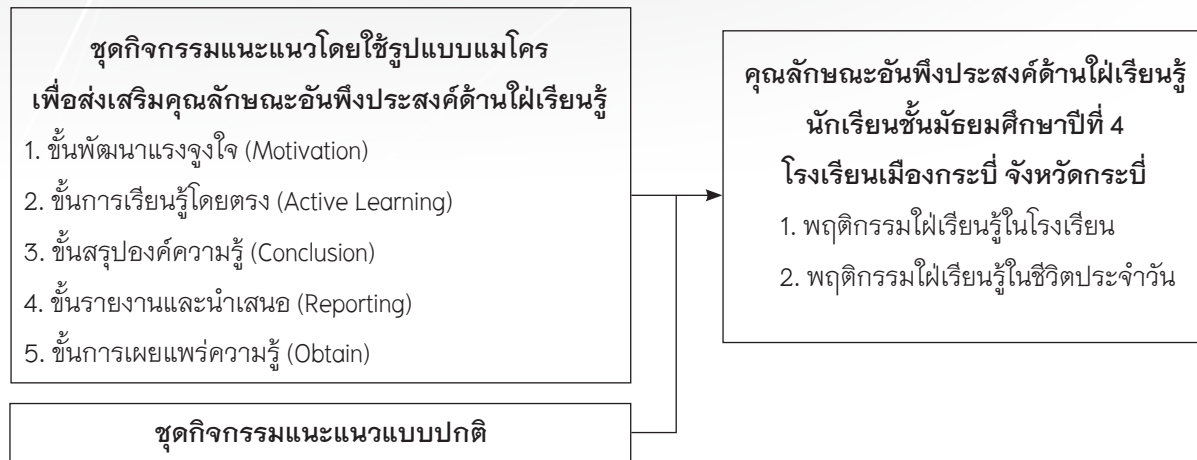 ชุดกิจกรรมแนะแนวโดยใช้รูปแบบแมโคร
เพื่อส่งเสริมคุณลักษณะอันพึงประสงค์ด้านใฝ่เรียนรู้
1. ขั้นพัฒนาแรงจูงใจ (Motivation)
2. ขั้นการเรียนรู้โดยตรง (Active Learning)
3. ขั้นสรุปองค์ความรู้ (Conclusion)
4. ขั้นรายงานและนำเสนอ (Reporting)
5. ขั้นการเผยแพร่ความรู้ (Obtain)
ชุดกิจกรรมแนะแนวแบบปกติ
คุณลักษณะอันพึงประสงค์ด้านใฝ่เรียนรู้
นักเรียนชั้นมัธยมศึกษาปีที่ 4
โรงเรียนเมืองกระบี่ จังหวัดกระบี่
1. พฤติกรรมใฝ่เรียนรู้ในโรงเรียน
2. พฤติกรรมใฝ่เรียนรู้ในชีวิตประจำวัน